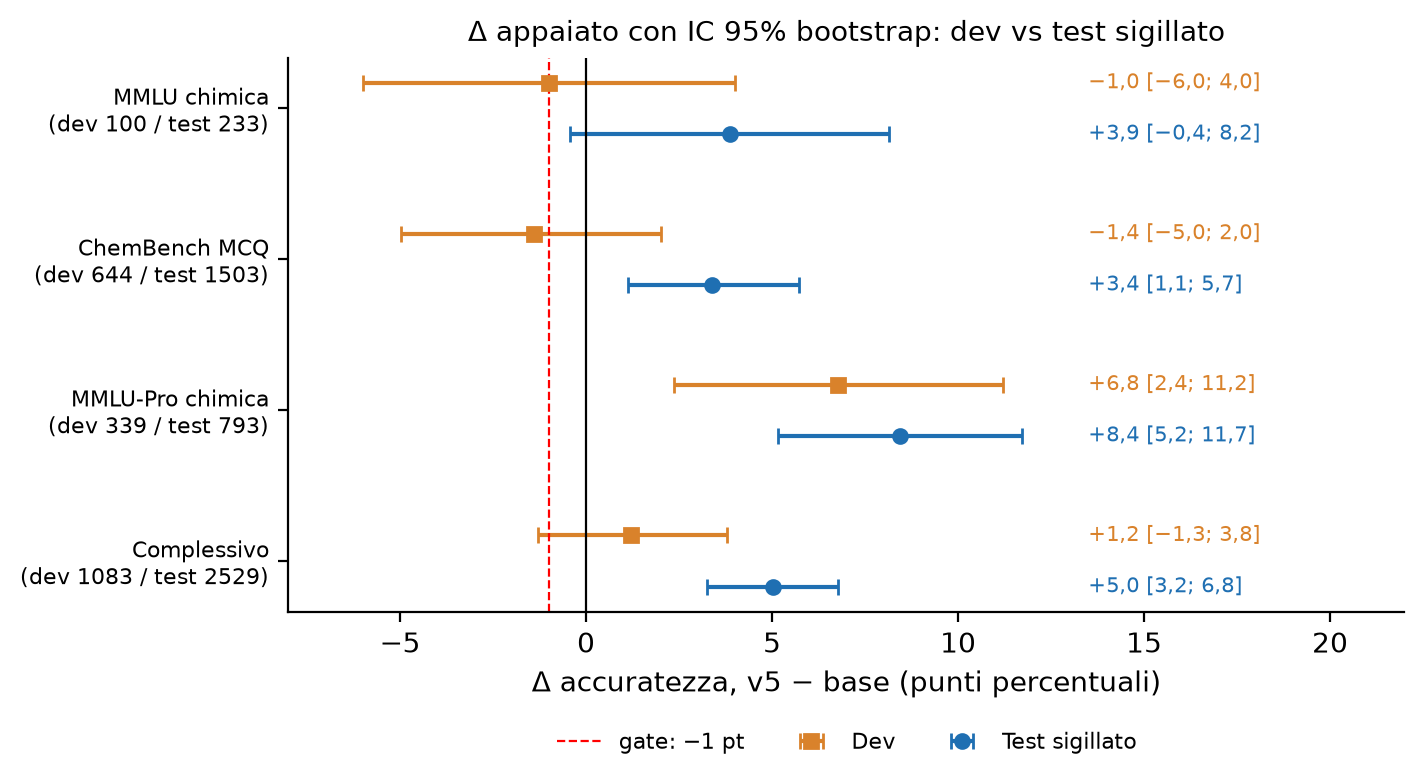 Δ appaiato con IC 95% bootstrap: dev vs test sigillato
MMLU chimica
(dev 100 / test 233)
−1,0 [−6,0; 4,0]
+3,9 [−0,4; 8,2]
ChemBench MCQ
(dev 644 / test 1503)
−1,4 [−5,0; 2,0]
+3,4 [1,1; 5,7]
MMLU-Pro chimica
(dev 339 / test 793)
+6,8 [2,4; 11,2]
+8,4 [5,2; 11,7]
Complessivo
(dev 1083 / test 2529)
+1,2 [−1,3; 3,8]
+5,0 [3,2; 6,8]
−5 0 5 10 15 20
Δ accuratezza, v5 − base (punti percentuali)
gate: −1 pt Dev Test sigillato